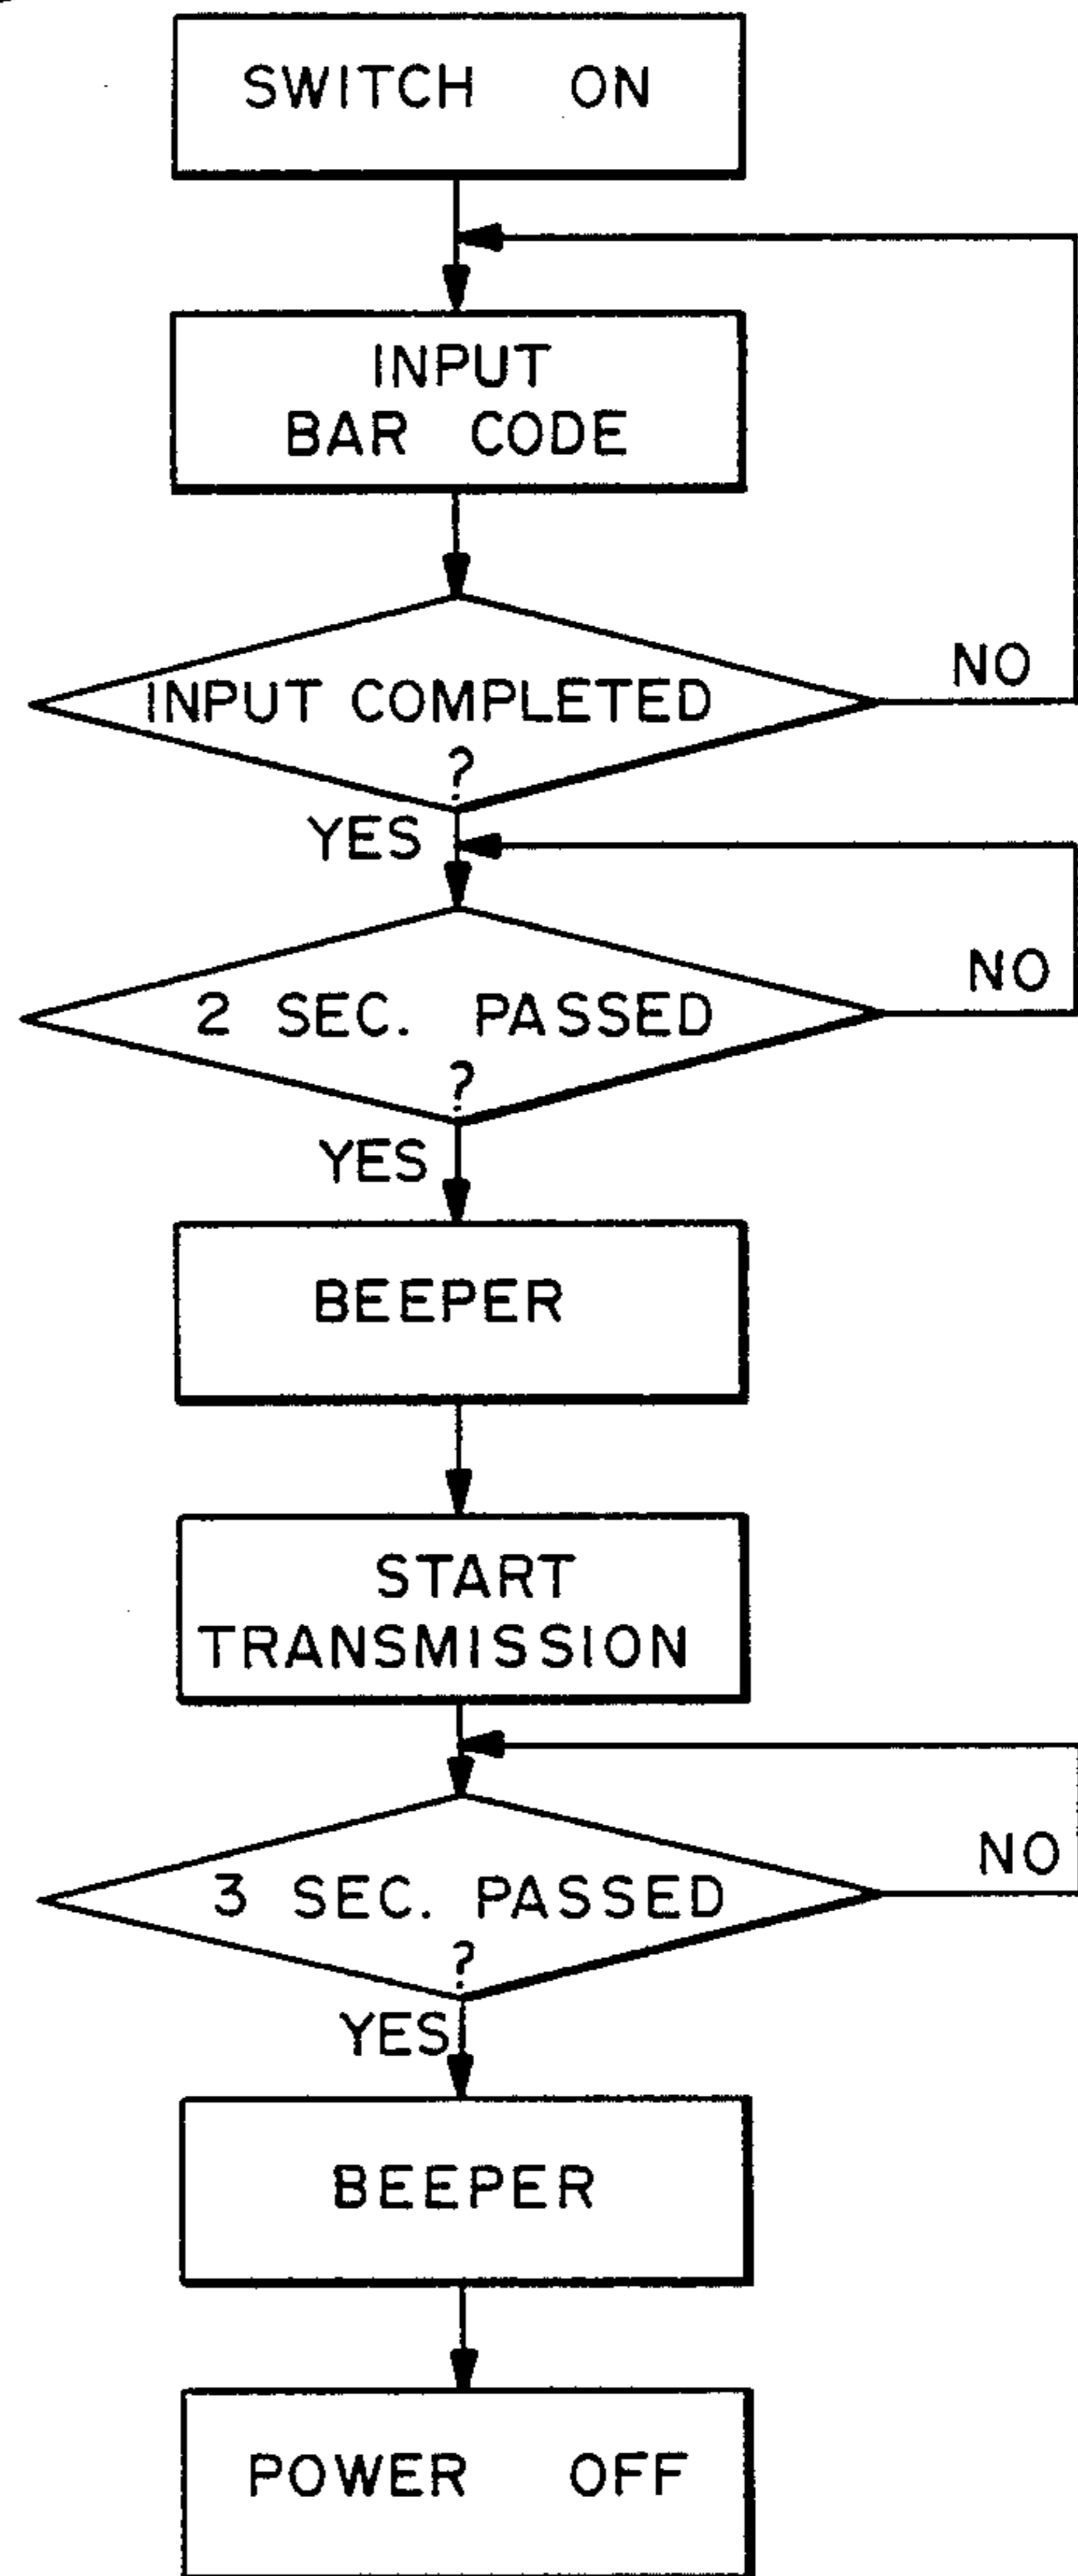 SWITCH ON
INPUT
BAR CODE
INPUT COMPLETED
?
NO
YES
2 SEC. PASSED
?
NO
YES
BEEPER
START
TRANSMISSION
3 SEC. PASSED
?
NO
YES
BEEPER
POWER OFF